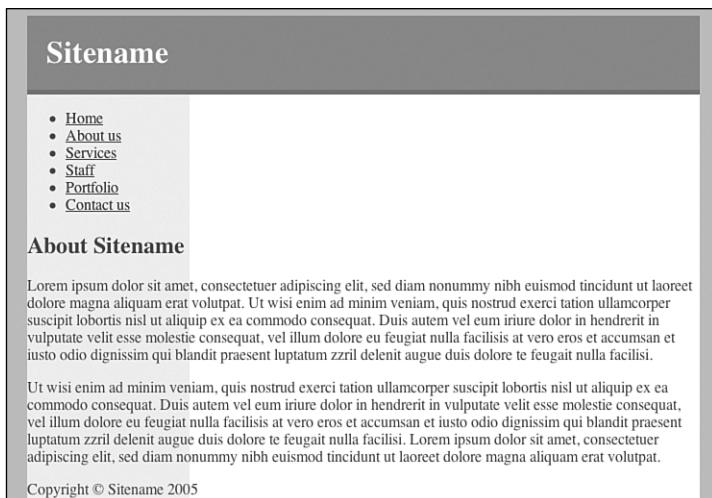 Sitename
Home
About us
Services
Staff
Portfolio
Contact us
About Sitename
Lorem ipsum dolor sit amet, consectetuer adipiscing elit, sed diam nonummy nibh euismod tincidunt ut laoreet
dolore magna aliquam erat volutpat. Ut wisi enim ad minim veniam, quis nostrud exerci tation ullamcorper
suscipit lobortis nisl ut aliquip ex ea commodo consequat. Duis autem vel eum iriure dolor in hendrerit in
vulputate velit esse molestie consequat, vel illum dolore eu feugiat nulla facilisis at vero eros et accumsan et
iusto odio dignissim qui blandit praesent luptatum zzril delenit augue duis dolore te feugait nulla facilisi.
Ut wisi enim ad minim veniam, quis nostrud exerci tation ullamcorper suscipit lobortis nisl ut aliquip ex ea
commodo consequat. Duis autem vel eum iriure dolor in hendrerit in vulputate velit esse molestie consequat,
vel illum dolore eu feugiat nulla facilisis at vero eros et accumsan et iusto odio dignissim qui blandit praesent
luptatum zzril delenit augue duis dolore te feugait nulla facilisi. Lorem ipsum dolor sit amet, consectetuer
adipiscing elit, sed diam nonummy nibh euismod tincidunt ut laoreet dolore magna aliquam erat volutpat.
Copyright © Sitename 2005